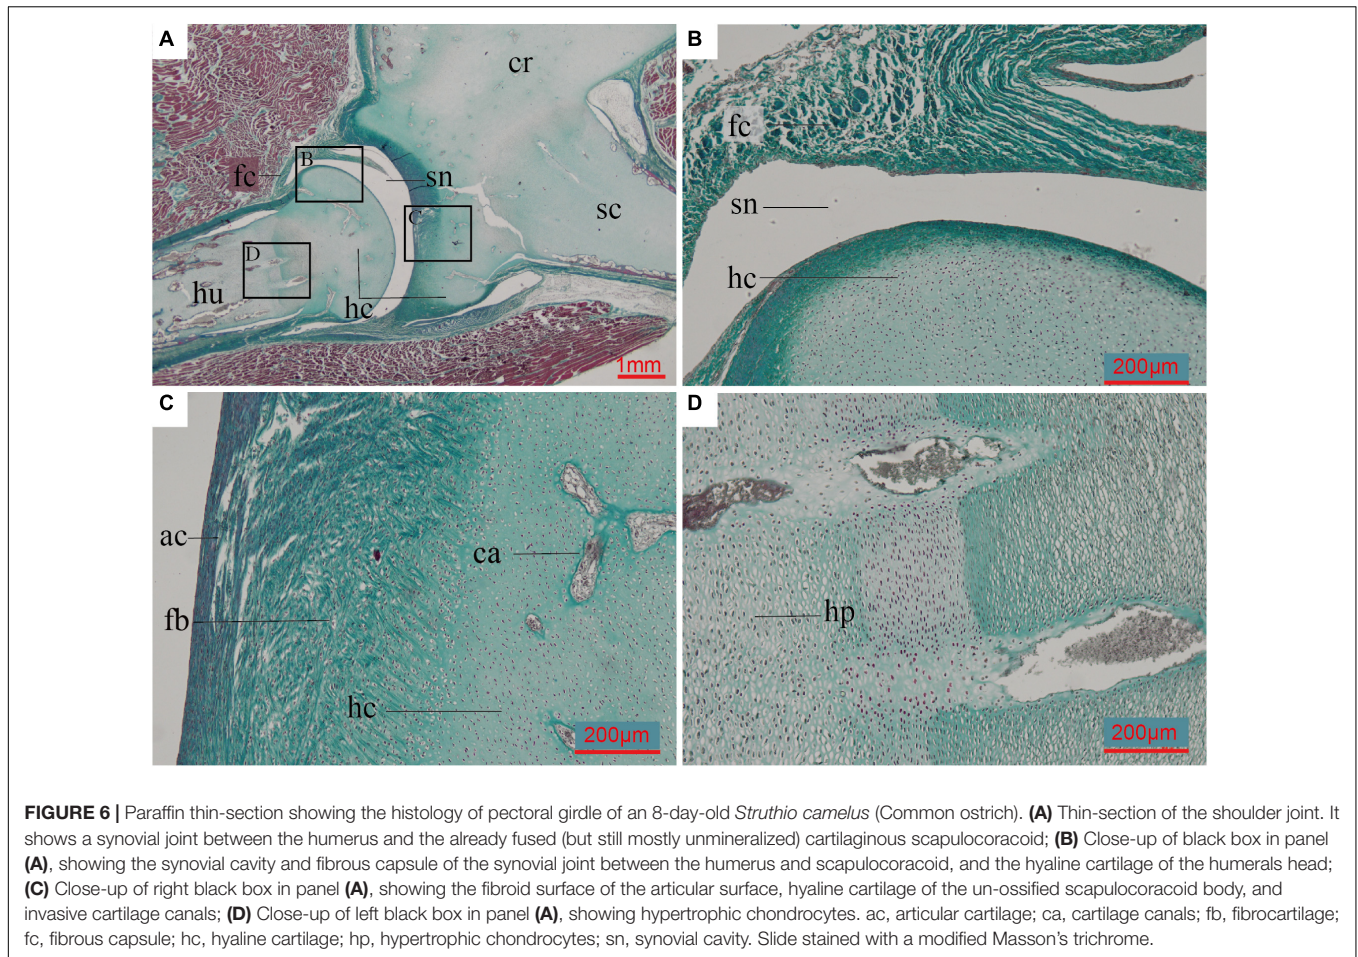 A
cr
B
fc
B
fc
sn
C
sc
sn
D
hu
hc
hc
1mm
200µm
C
D
ac
ca
fb
hp
hc
200µm
200µm
FIGURE 6 | Paraffin thin-section showing the histology of pectoral girdle of an 8-day-old Struthio camelus (Common ostrich). (A) Thin-section of the shoulder joint. It
shows a synovial joint between the humerus and the already fused (but still mostly unmineralized) cartilaginous scapulocoracoid; (B) Close-up of black box in panel
(A), showing the synovial cavity and fibrous capsule of the synovial joint between the humerus and scapulocoracoid, and the hyaline cartilage of the humerals head;
(C) Close-up of right black box in panel (A), showing the fibroid surface of the articular surface, hyaline cartilage of the un-ossified scapulocoracoid body, and
invasive cartilage canals; (D) Close-up of left black box in panel (A), showing hypertrophic chondrocytes. ac, articular cartilage; ca, cartilage canals; fb, fibrocartilage;
fc, fibrous capsule; hc, hyaline cartilage; hp, hypertrophic chondrocytes; sn, synovial cavity. Slide stained with a modified Masson's trichrome.